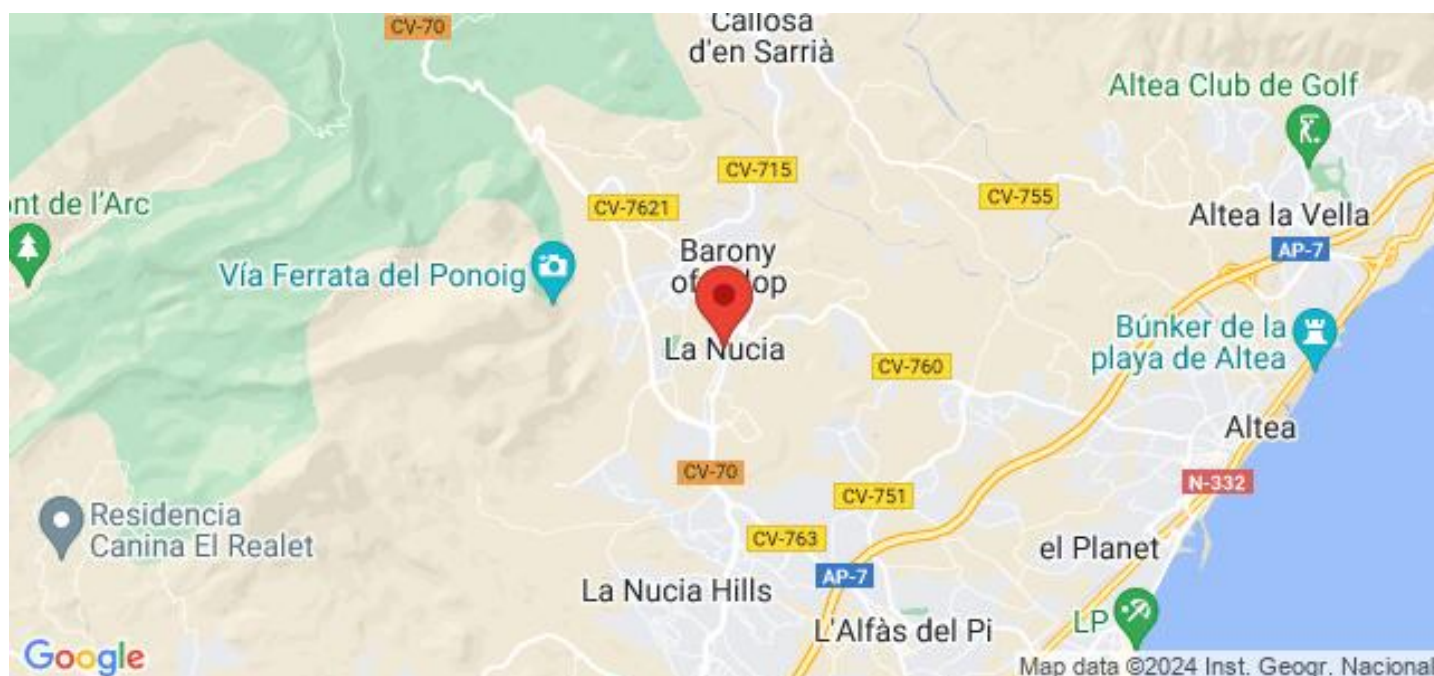 CV-70
Callosa
d'en Sarrià
Altea Club de Golf
CV-715
CV-755
ont de l'Arc
CV-7621
Altea la Vella
AP-7
Barony
of
op
Vía Ferrata del Ponoig
Búnker de la
playa de Altea
La Nucia
CV-760
Altea
CV-70
N-332
CV-751
Residencia
Canina El Realet
CV-763
el Planet
AP-7
La Nucia Hills
LP
L'Alfàs del Pi
Google
Map data ©2024 Inst. Geogr. Nacional